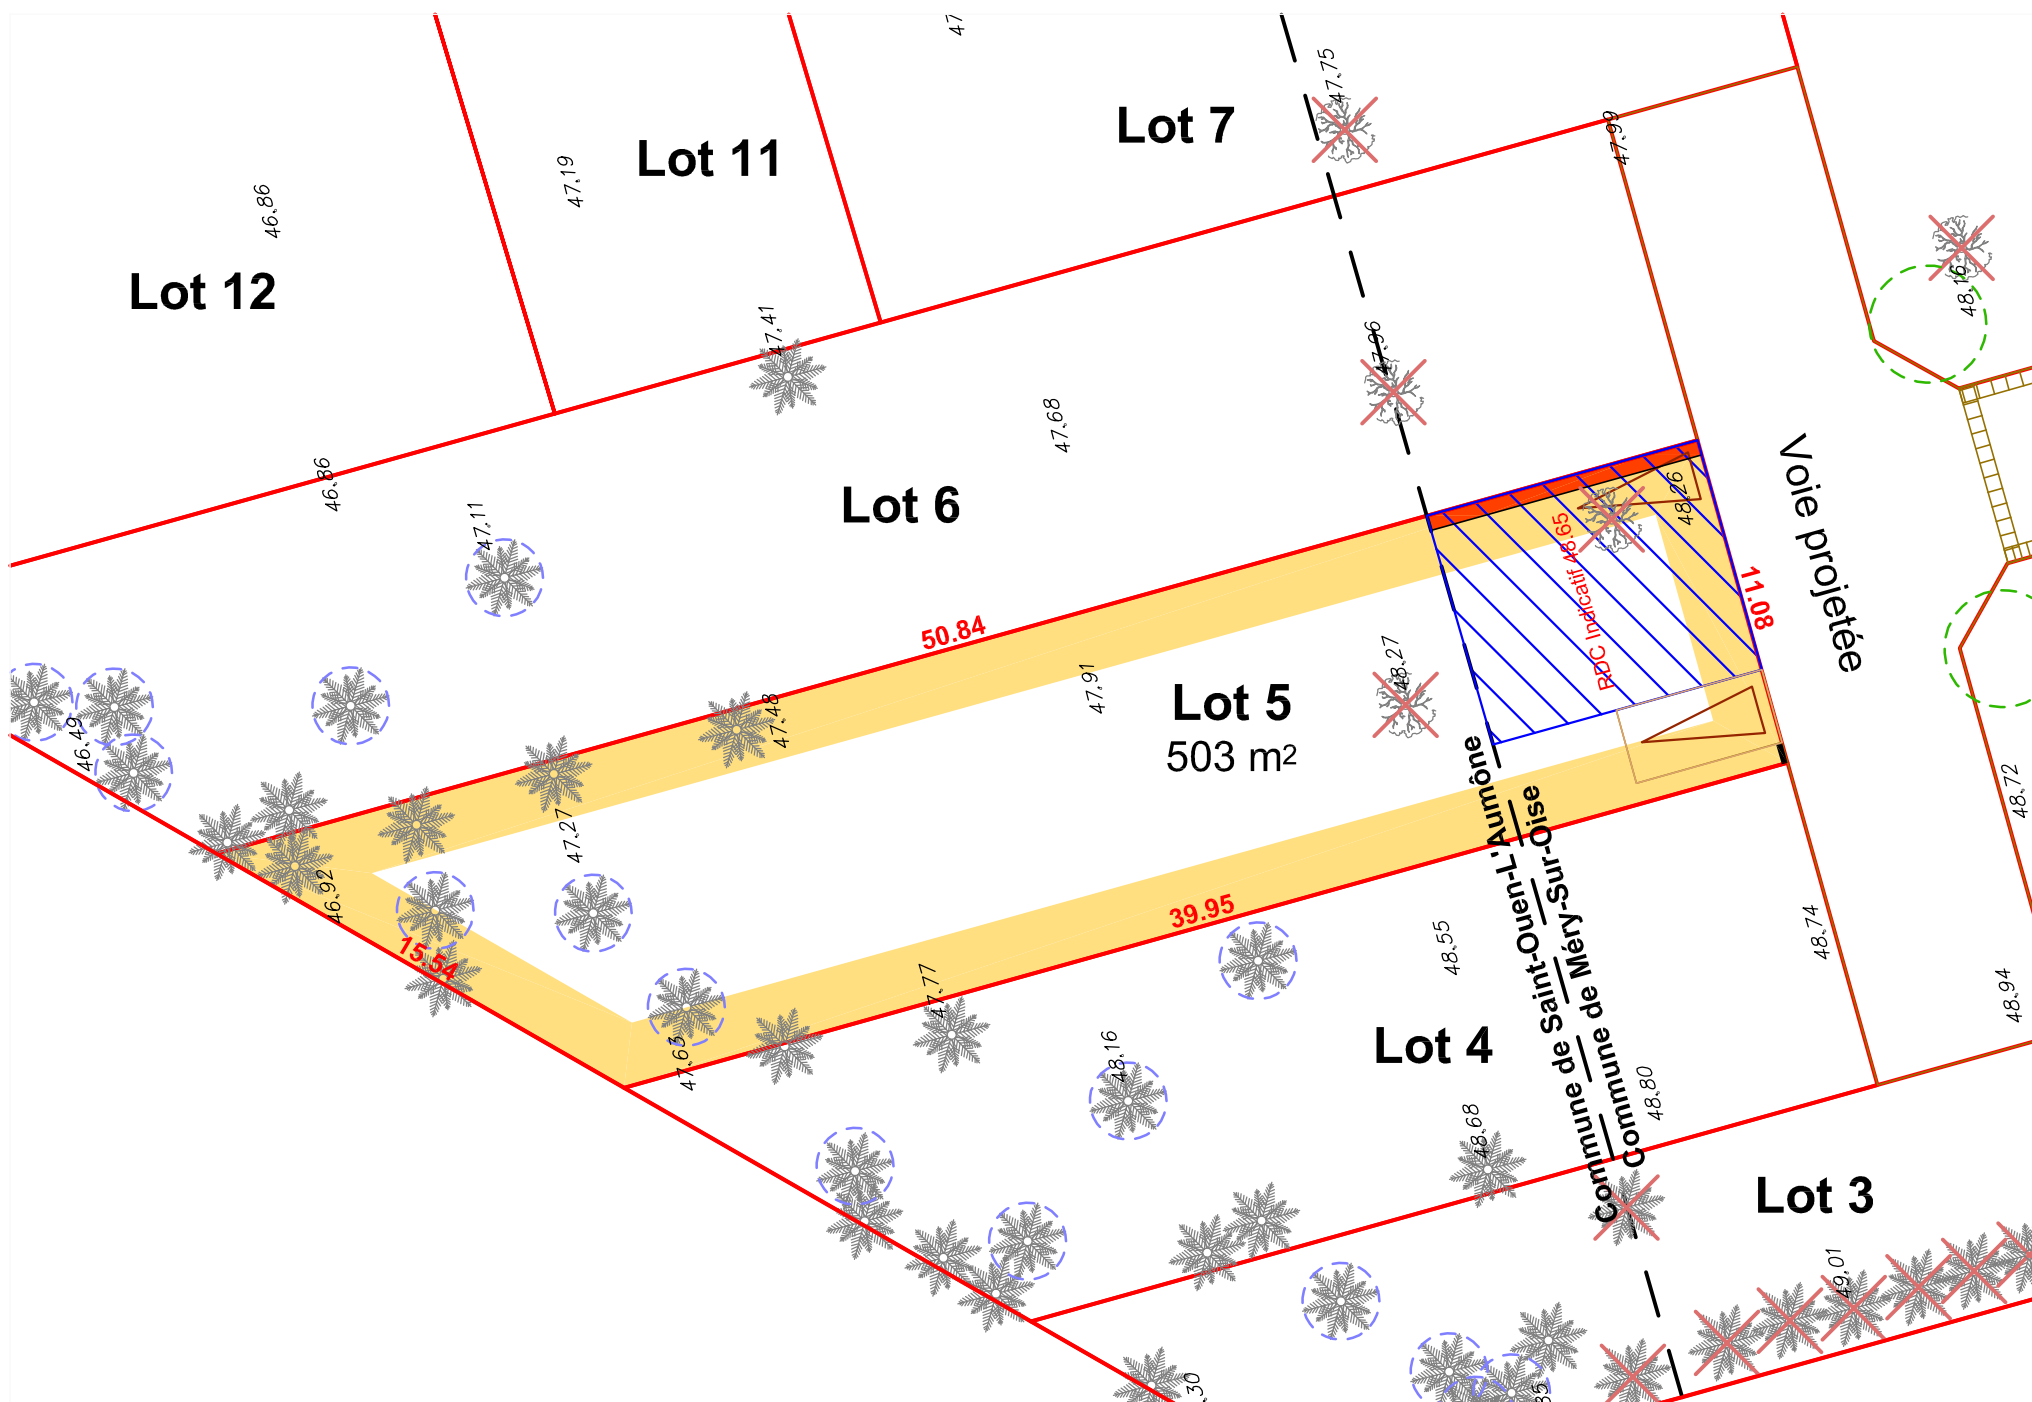 47
47.75
Lot 7
47.99
Lot 11
47.19
46.86
Lot 12
48.16
47.41
47.96
47.68
46.86
47.11
Lot 6
Voie projetée
48.26
RDC Indicatif 48.65
11.08
50.84
48.27
47.91
Lot 5
503 m²
47.48
46.49
47.27
48.72
46.92
15.54
39.95
Commune de Saint-Ouen-L'Aumône
Commune de Méry-Sur-Oise
48.55
48.74
47.77
48.94
47.63
48.16
Lot 4
48.80
48.68
Lot 3
49.01
.30
35